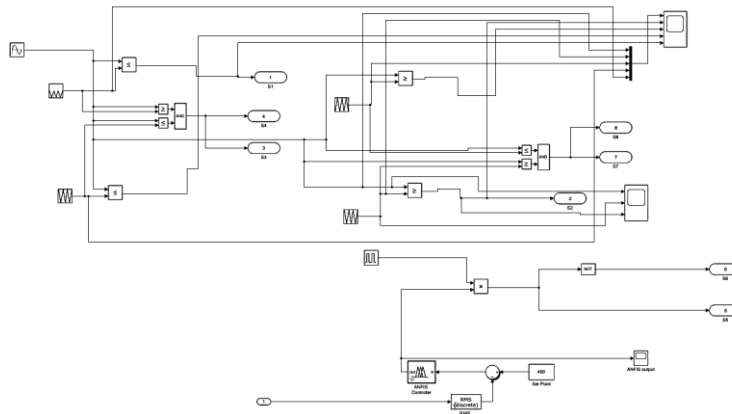 ≤
1
S1
≥
≥
AND
4
S4
≤
3
S3
≤
8
S8
≤
AND
≥
7
S7
≥
2
S2
NOT
6
S6
×
5
S5
ANFIS output
ANFIS
Controller
450
Set Point
1
RMS
(discrete)
RMS